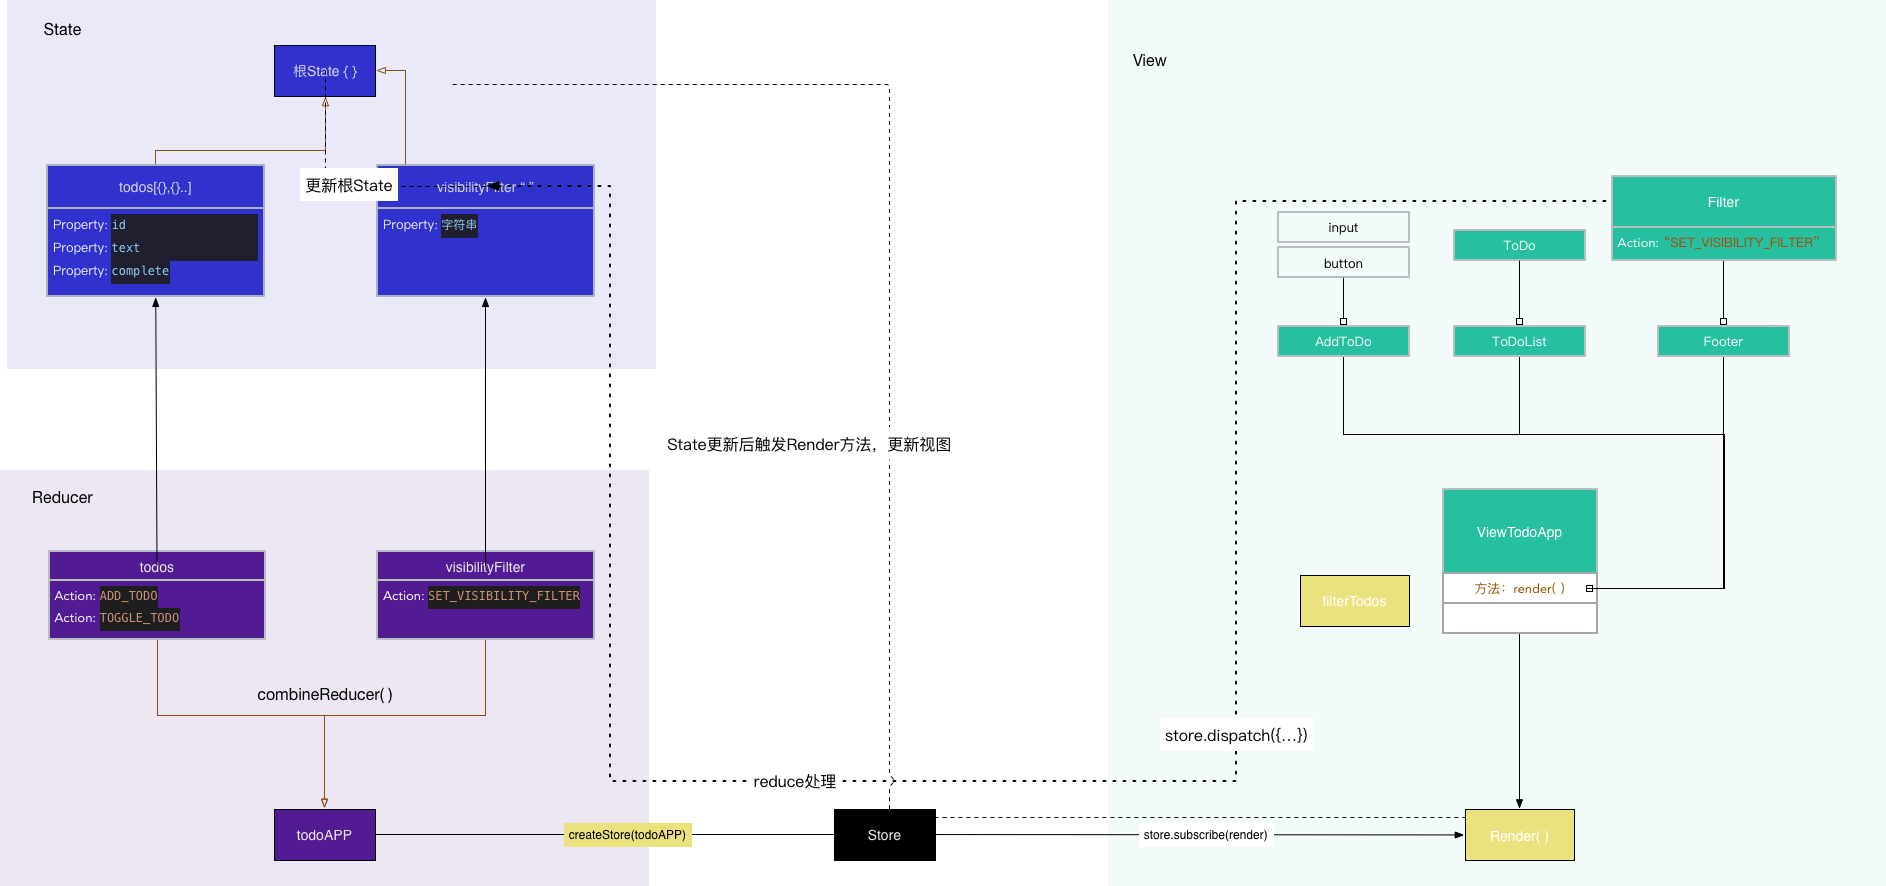 State
根State { }
todos[{},{}..]
Property: id
Property: text
Property: complete
更新根State
visibilityFilter “ ”
Property: 字符串
View
input
button
ToDo
Filter
Action: “SET_VISIBILITY_FILTER”
AddToDo
ToDoList
Footer
State更新后触发Render方法，更新视图
Reducer
todos
Action: ADD_TODO
Action: TOGGLE_TODO
visibilityFilter
Action: SET_VISIBILITY_FILTER
combineReducer( )
ViewTodoApp
方法：render( )
filterTodos
store.dispatch({...})
reduce处理
todoAPP
createStore(todoAPP)
Store
store.subscribe(render)
Render( )